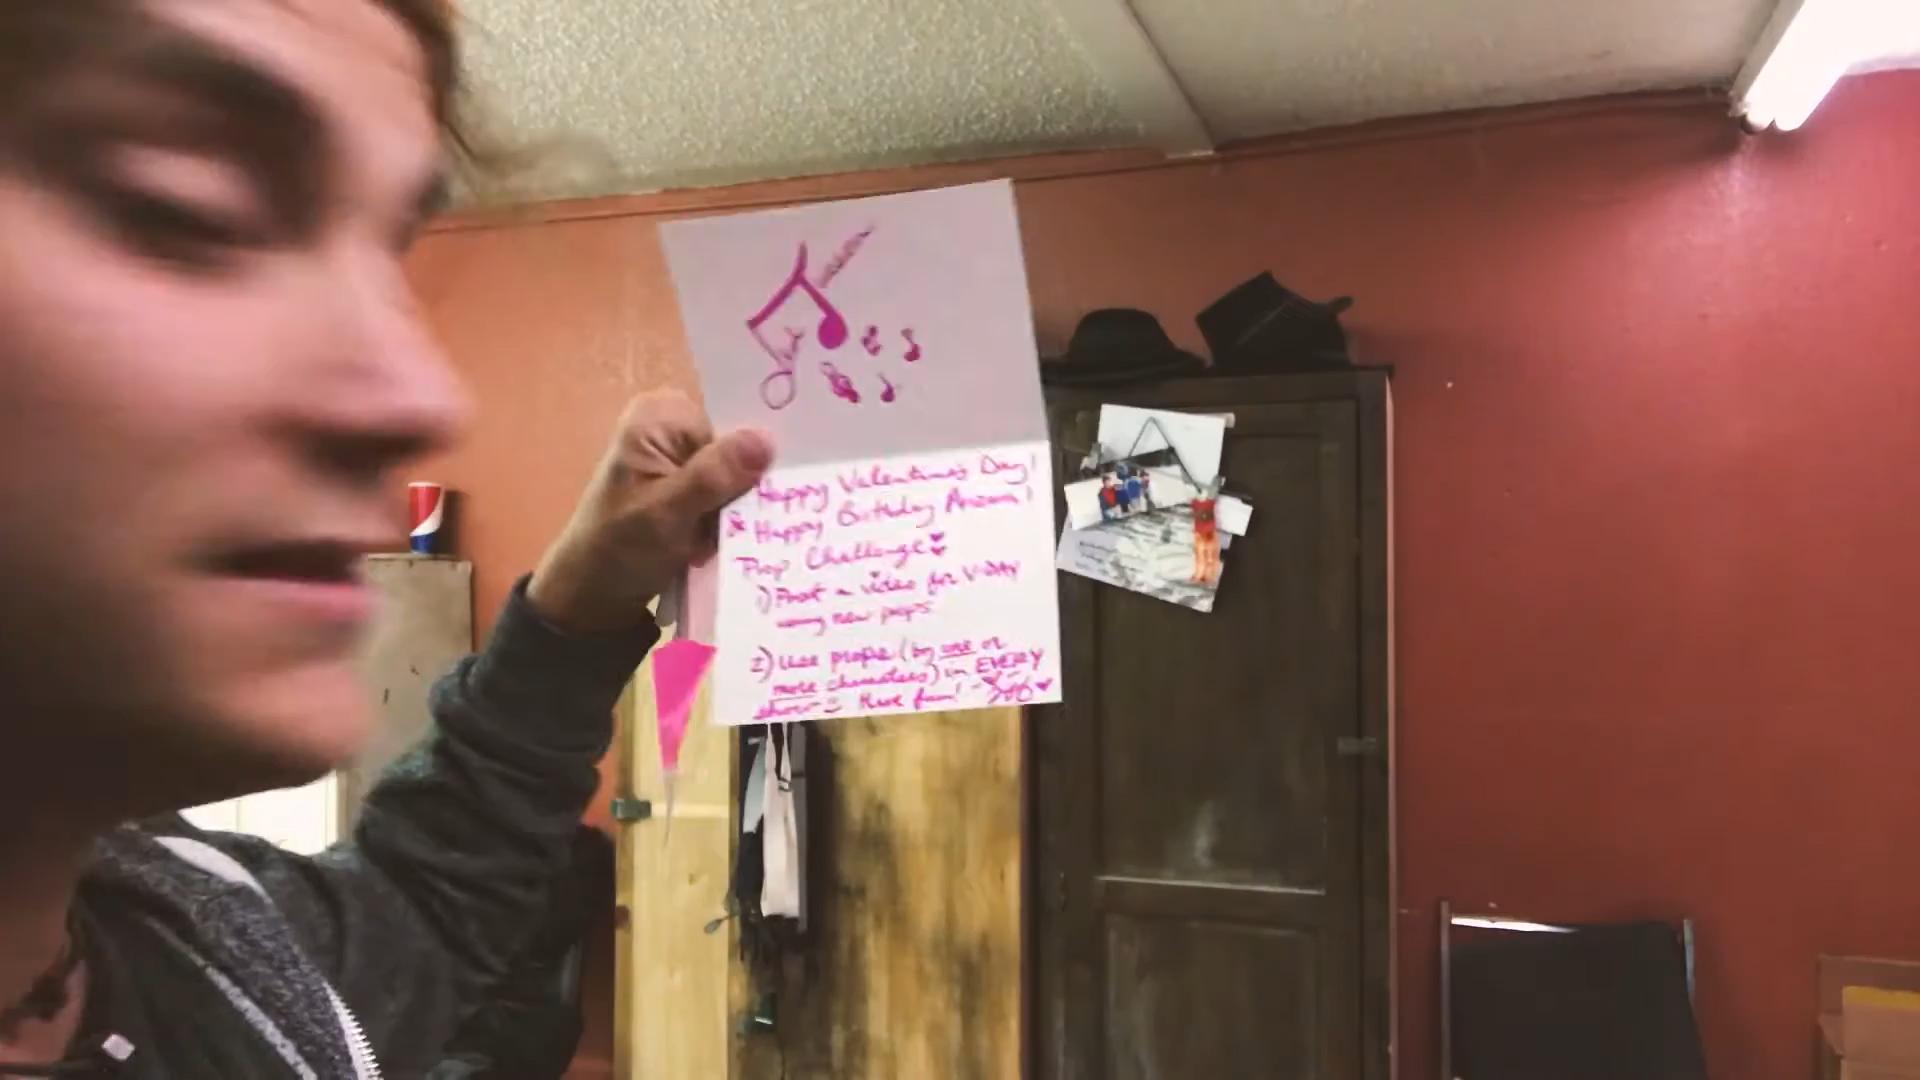 Happy Valentine's Day!
& Happy Birthday
Prop Challenge
1) Post a video for V-DAY
using new props
2) Use props (by one or
more characters) in EVERY
show Have fun!